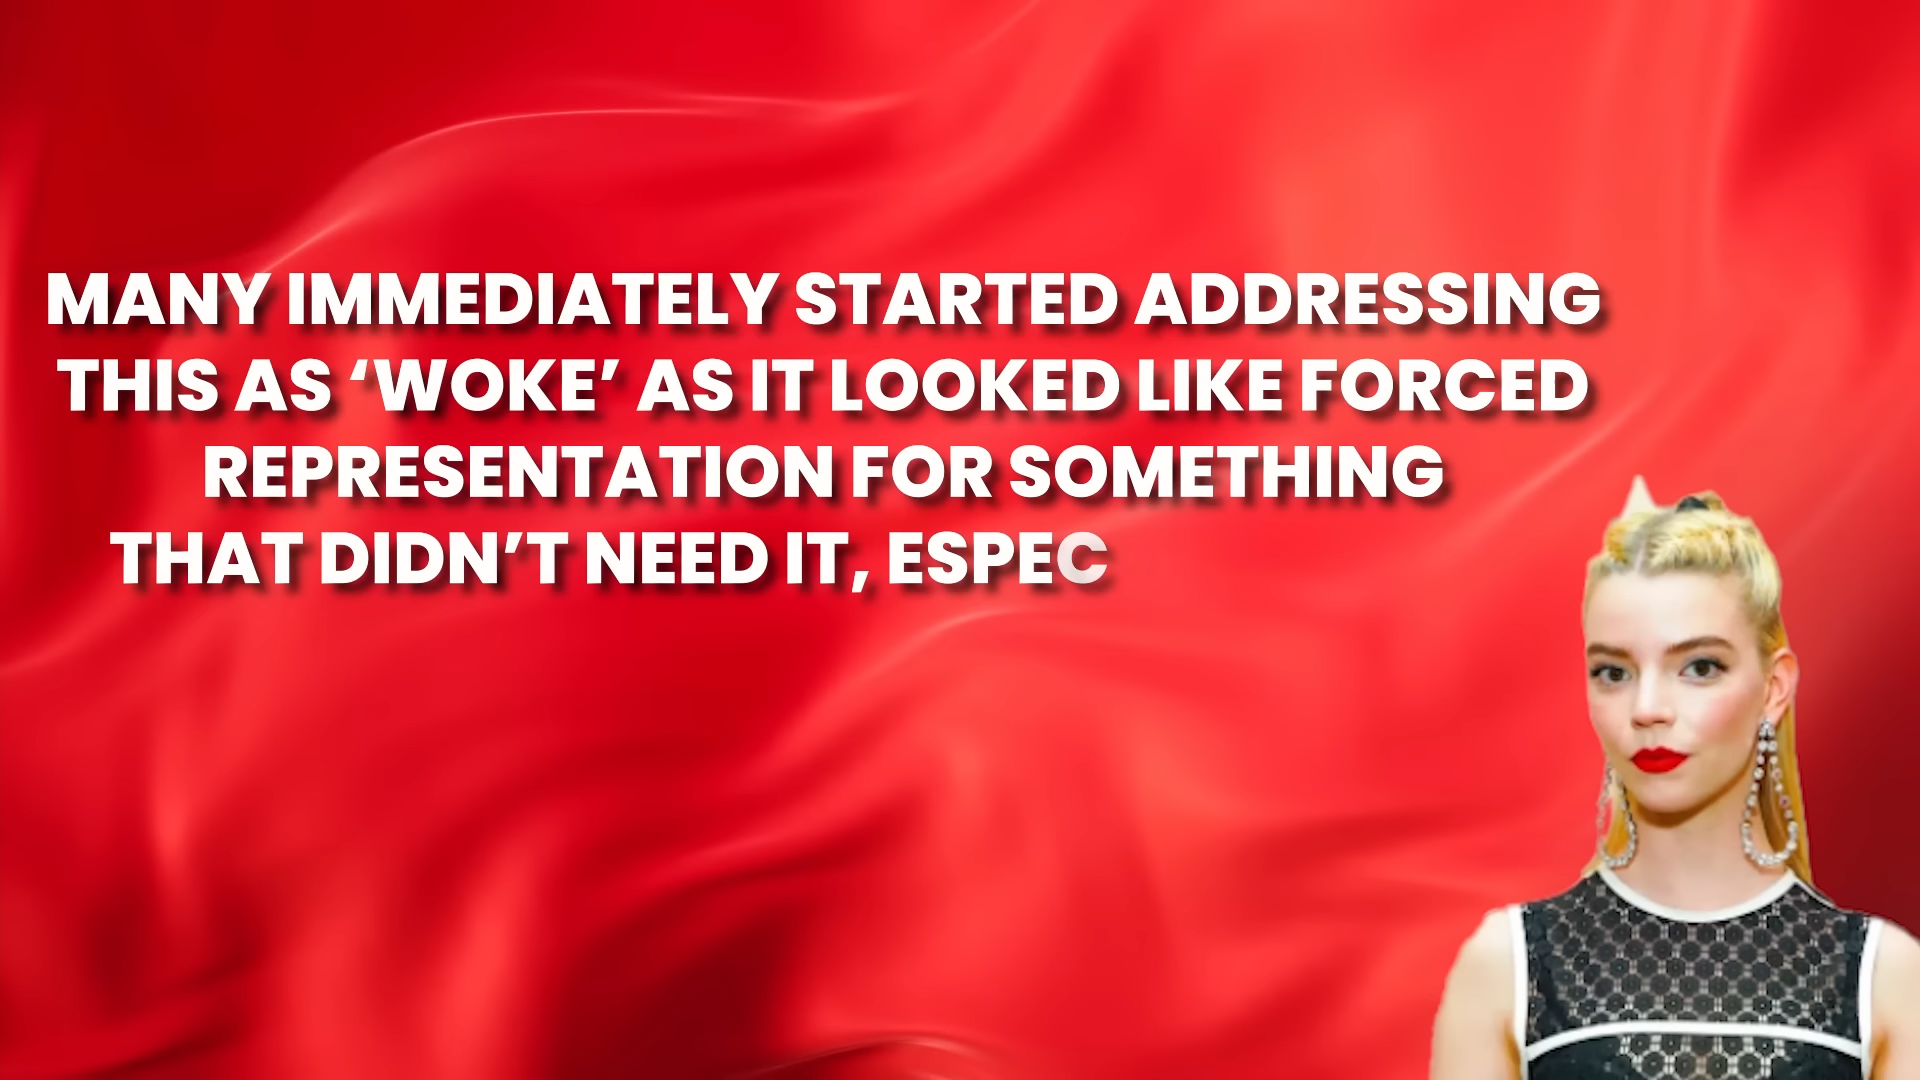 MANY IMMEDIATELY STARTED ADDRESSING
THIS AS ‘WOKE’ AS IT LOOKED LIKE FORCED
REPRESENTATION FOR SOMETHING
THAT DIDN’T NEED IT, ESPEC